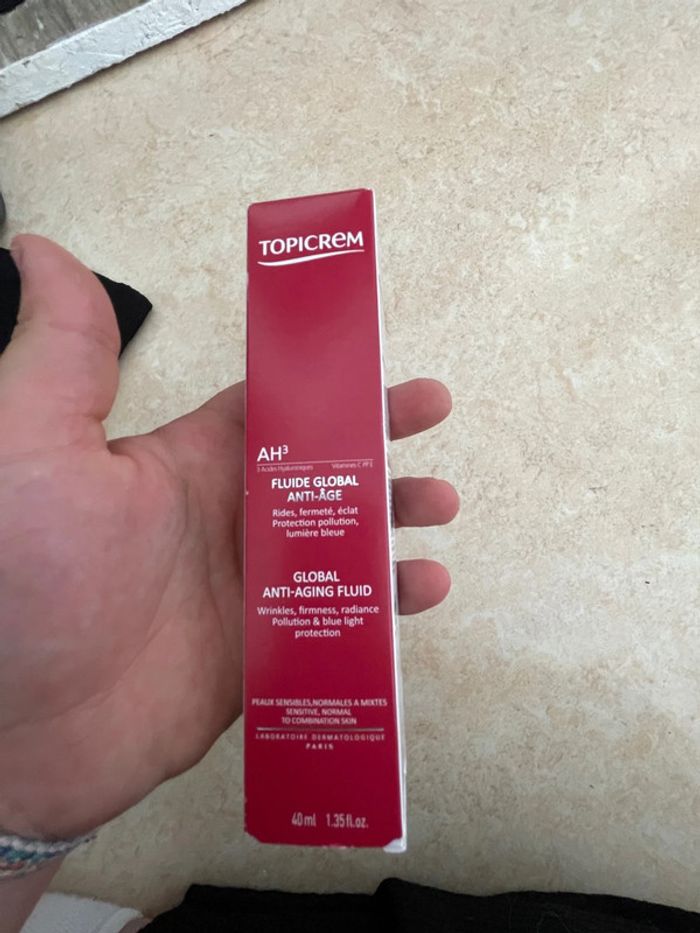 TOPICREM
AH³
3 Acides Hyaluroniques Vitamines C PP E
FLUIDE GLOBAL
ANTI-ÂGE
Rides, fermeté, éclat
Protection pollution,
lumière bleue
GLOBAL
ANTI-AGING FLUID
Wrinkles, firmness, radiance
Pollution & blue light
protection
PEAUX SENSIBLES, NORMALES A MIXTES
SENSITIVE, NORMAL
TO COMBINATION SKIN
LABORATOIRE DERMATOLOGIQUE
PARIS
40 ml 1.35 fl.oz.